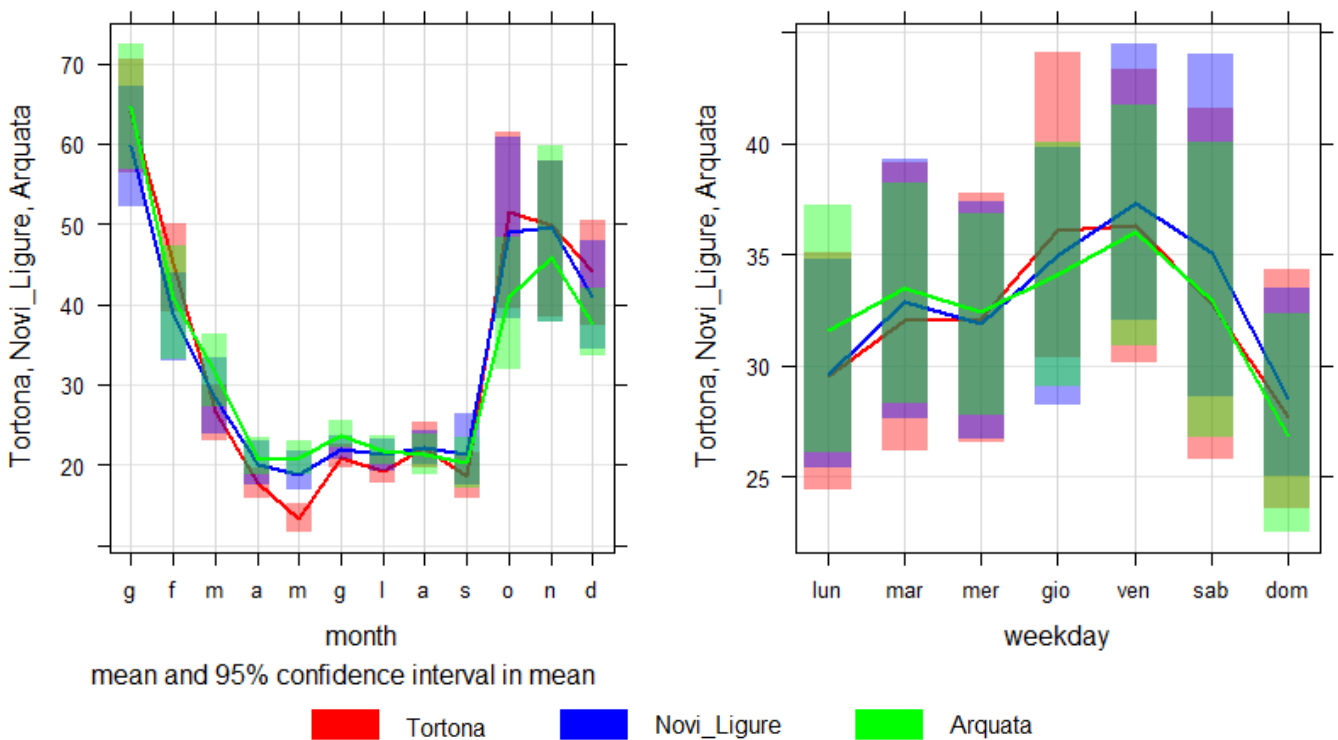 Tortona, Novi_Ligure, Arquata
70
60
50
40
30
20
g f m a m g l a s o n d
month
mean and 95% confidence interval in mean
Tortona, Novi_Ligure, Arquata
40
35
30
25
lun mar mer gio ven sab dom
weekday
Tortona Novi_Ligure Arquata